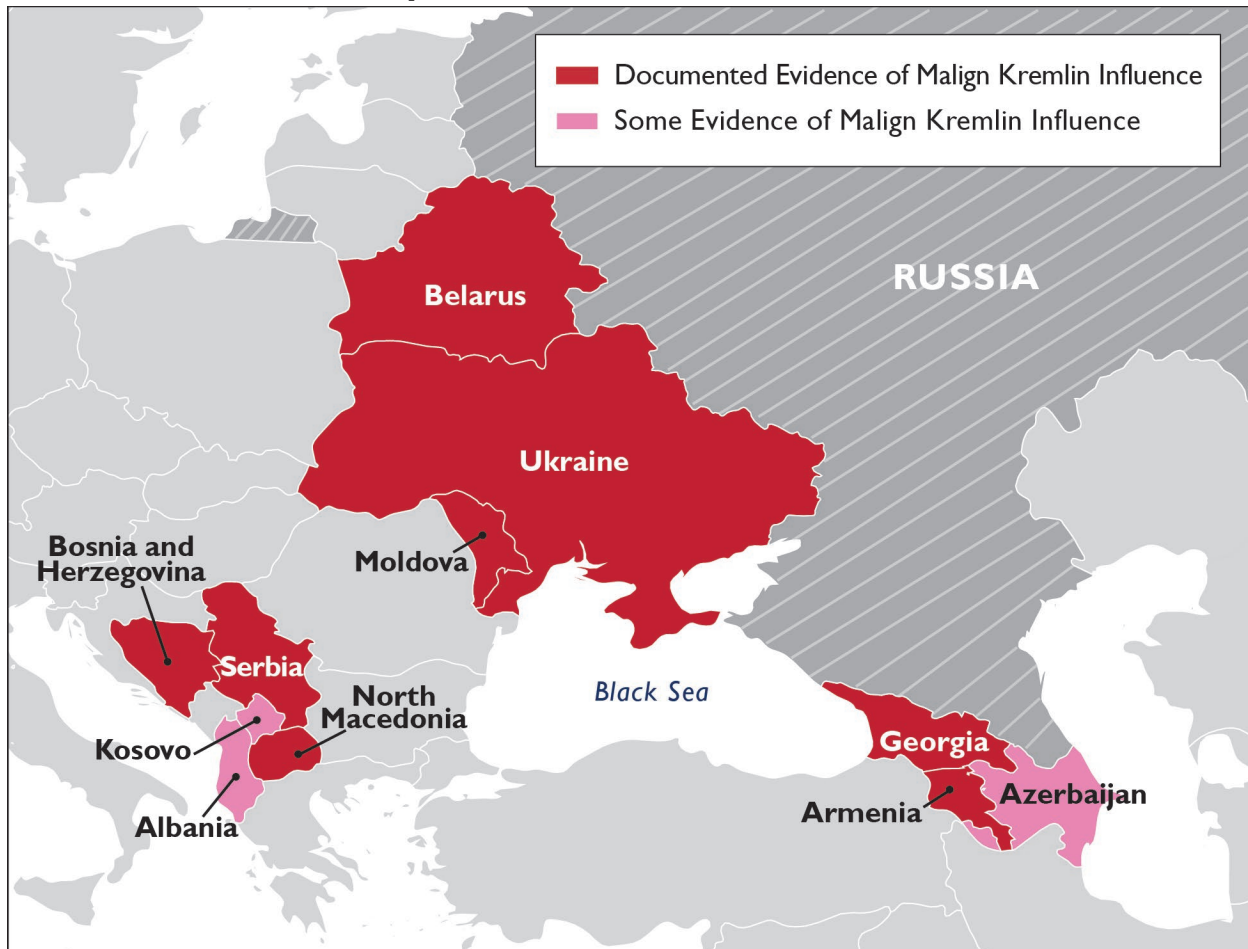 Documented Evidence of Malign Kremlin Influence
Some Evidence of Malign Kremlin Influence
RUSSIA
Belarus
Ukraine
Moldova
Bosnia and
Herzegovina
Serbia
North
Macedonia
Kosovo
Albania
Black Sea
Georgia
Armenia
Azerbaijan